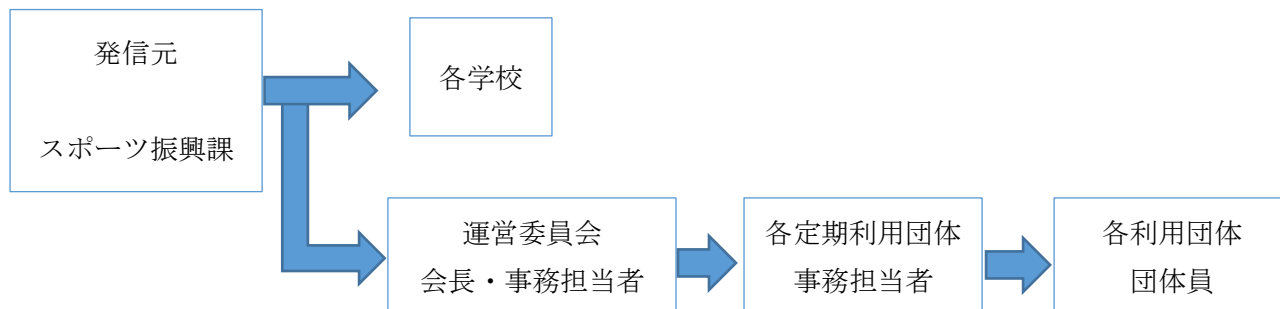 発信元
スポーツ振興課
各学校
運営委員会
会長・事務担当者
各定期利用団体
事務担当者
各利用団体
団体員